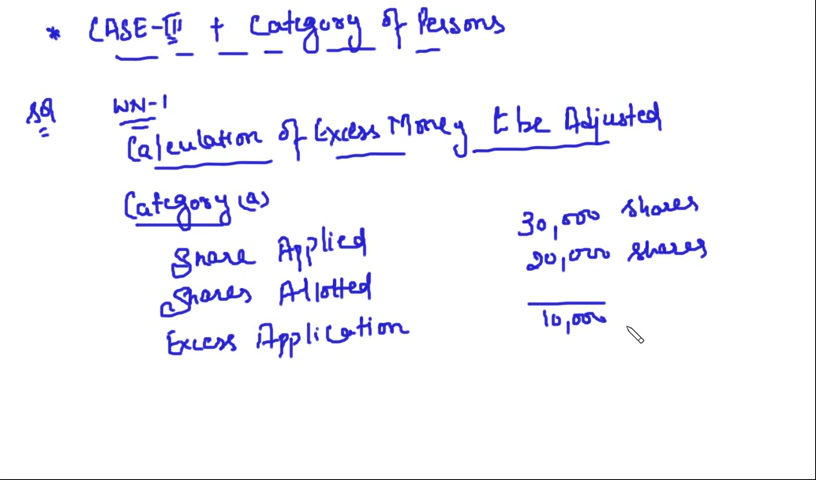 * CASE-III + Category of Persons
SQ WN-1
Calculation of Excess Money t be Adjusted
Category (a)
Share Applied 30,000 shares
Shares Allotted 20,000 shares
Excess Application 10,000